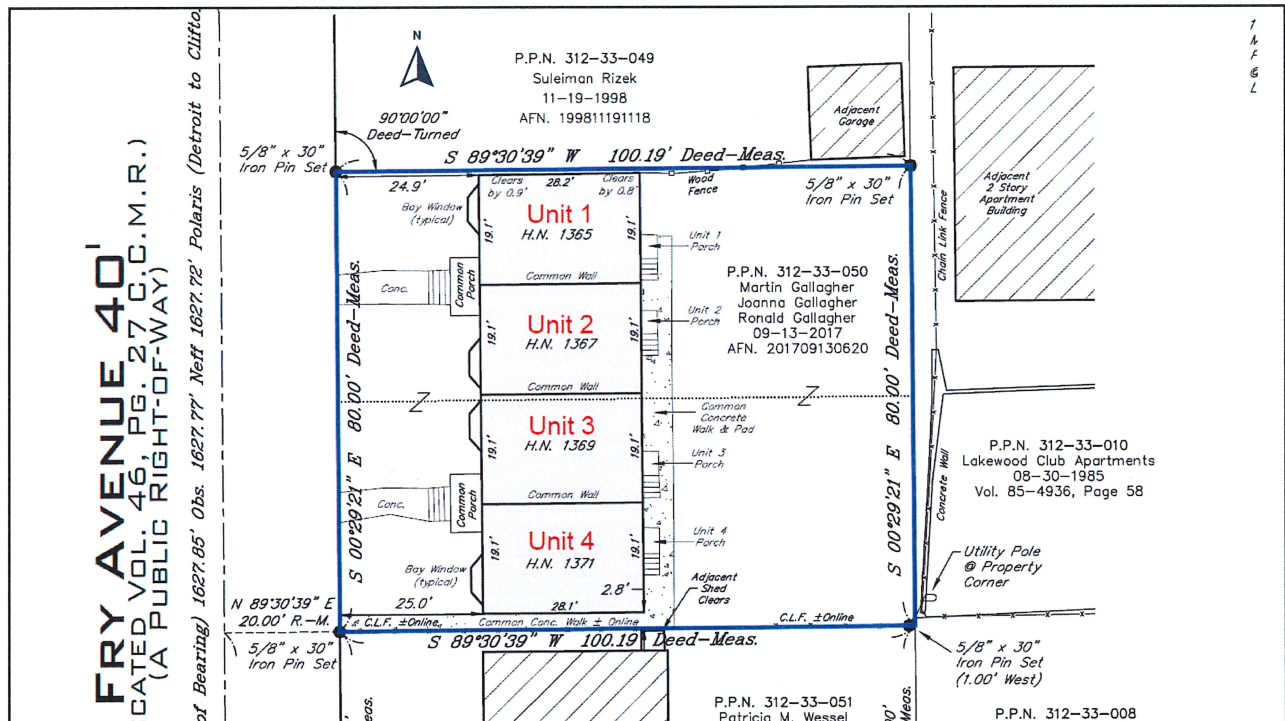 FRY AVENUE 40'
CATED VOL. 46, PG. 27 C.C.M.R.)
(A PUBLIC RIGHT-OF-WAY)
of Bearing) 1627.85' Obs. 1627.77' Neff 1627.72' Polaris (Detroit to Clifto
N
P.P.N. 312-33-049
Suleiman Rizek
11-19-1998
AFN. 199811191118
90°00'00"
Deed-Turned
5/8" x 30"
Iron Pin Set
S 89°30'39" W 100.19' Deed-Meas.
Adjacent
Garage
24.9'
Clears
by 0.9'
28.2'
Clears
by 0.8'
Wood
Fence
5/8" x 30"
Iron Pin Set
Adjacent
2 Story
Apartment
Building
Chain Link Fence
Bay Window
(typical)
Unit 1
H.N. 1365
19.1'
19.1'
Unit 1
Porch
Common Wall
Conc.
Common
Porch
P.P.N. 312-33-050
Martin Gallagher
Joanna Gallagher
Ronald Gallagher
09-13-2017
AFN. 201709130620
Unit 2
H.N. 1367
19.1'
19.1'
Unit 2
Porch
Common Wall
S 00°29'21" E 80.00' Deed-Meas.
S 00°29'21" E 80.00' Deed-Meas.
Z
Z
Common
Concrete
Walk & Pad
Unit 3
H.N. 1369
19.1'
19.1'
Unit 3
Porch
Common Wall
Conc.
Common
Porch
P.P.N. 312-33-010
Lakewood Club Apartments
08-30-1985
Vol. 85-4936, Page 58
Concrete Wall
Unit 4
H.N. 1371
19.1'
19.1'
Unit 4
Porch
Bay Window
(typical)
2.8'
Adjacent
Shed
Clears
Utility Pole
@ Property
Corner
N 89°30'39" E
20.00' R.-M.
25.0'
28.1'
C.L.F. ±Online
Common Conc. Walk ± Online
C.L.F. ±Online
S 89°30'39" W 100.19' Deed-Meas.
5/8" x 30"
Iron Pin Set
5/8" x 30"
Iron Pin Set
(1.00' West)
P.P.N. 312-33-051
Patricia M. Wessel
P.P.N. 312-33-008
eas.
Meas.